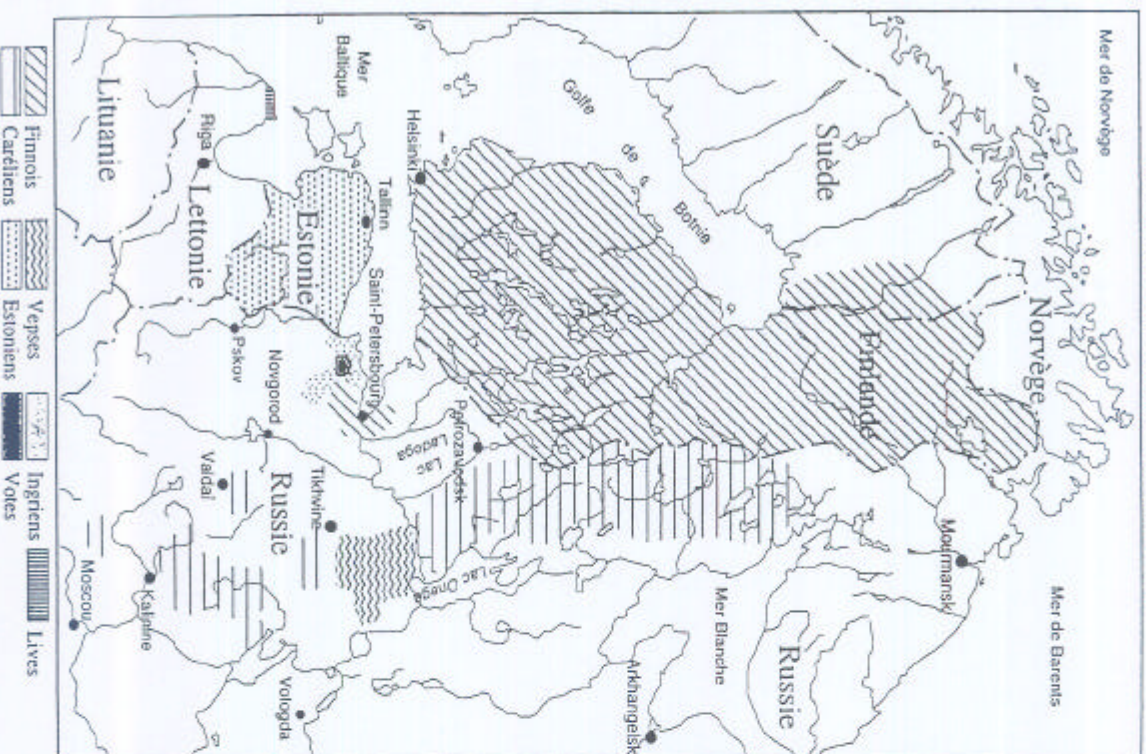 Mer de Norvège
Mer de Barents
Norvège
Mourmansk
Suède
Finlande
Russie
Golfe
de
Botnie
Mer Blanche
Arkhangelsk
Helsinki
Petrozavodsk
Lac
Ladoga
Lac Onega
Mer
Baltique
Tallinn
Saint-Petersbourg
Estonie
Tikhvine
Novgorod
Russie
Vologda
Pskov
Valdaï
Riga
Lettonie
Kalinine
Lituanie
Moscou
Finnois
Vepses
Ingriens
Lives
Caréliens
Estoniens
Votes